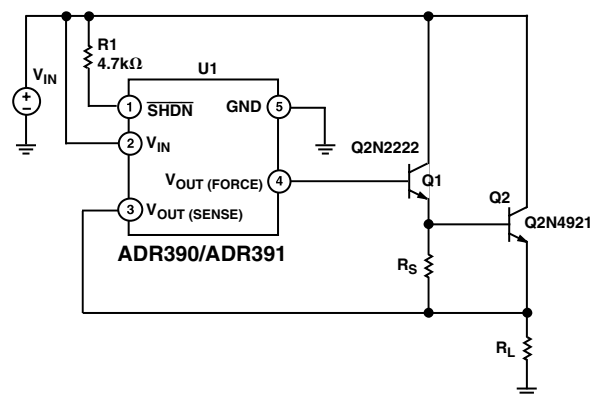 R1
4.7kΩ
VIN
U1
1
SHDN
GND
5
2
VIN
Q2N2222
VOUT (FORCE)
4
Q1
Q2
3
VOUT (SENSE)
Q2N4921
ADR390/ADR391
RS
RL